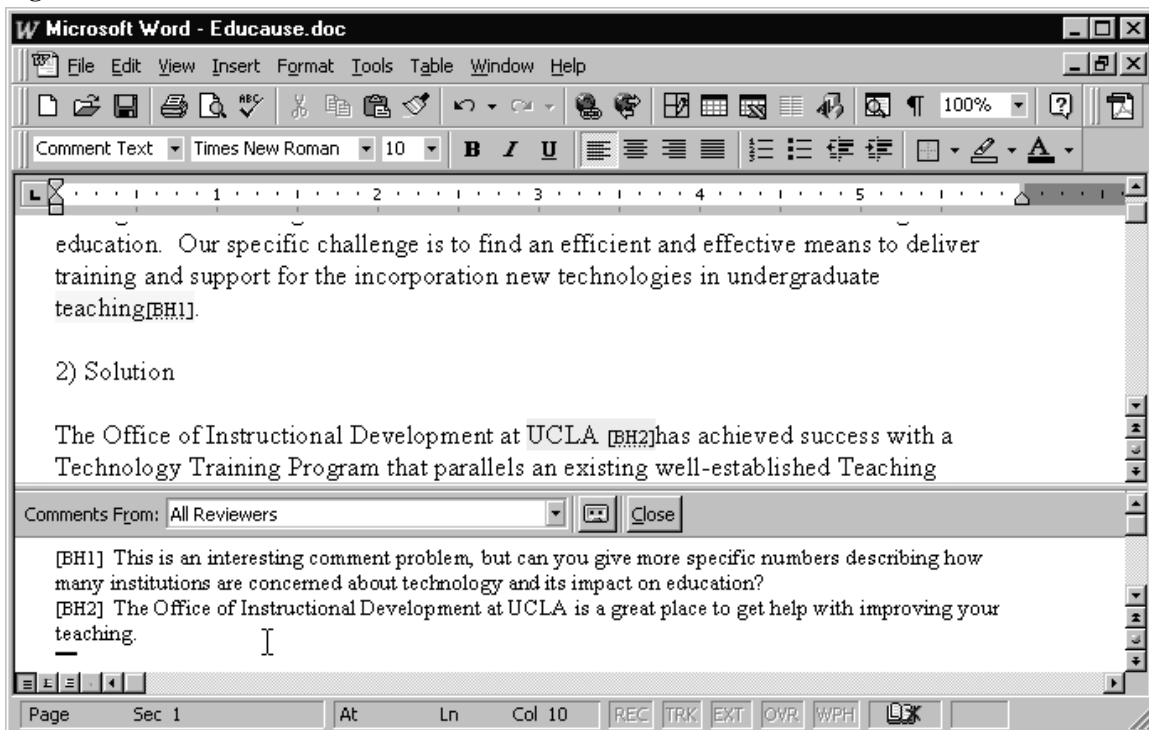 Microsoft Word - Educause.doc
File Edit View Insert Format Tools Table Window Help
ABC 100%
Comment Text Times New Roman 10 B I U A
1 2 3 4 5
education. Our specific challenge is to find an efficient and effective means to deliver
training and support for the incorporation new technologies in undergraduate
teaching[BH1].
2) Solution
The Office of Instructional Development at UCLA [BH2]has achieved success with a
Technology Training Program that parallels an existing well-established Teaching
Comments From: All Reviewers Close
[BH1] This is an interesting comment problem, but can you give more specific numbers describing how
many institutions are concerned about technology and its impact on education?
[BH2] The Office of Instructional Development at UCLA is a great place to get help with improving your
teaching.
Page Sec 1 At Ln Col 10 REC TRK EXT OVR WPH